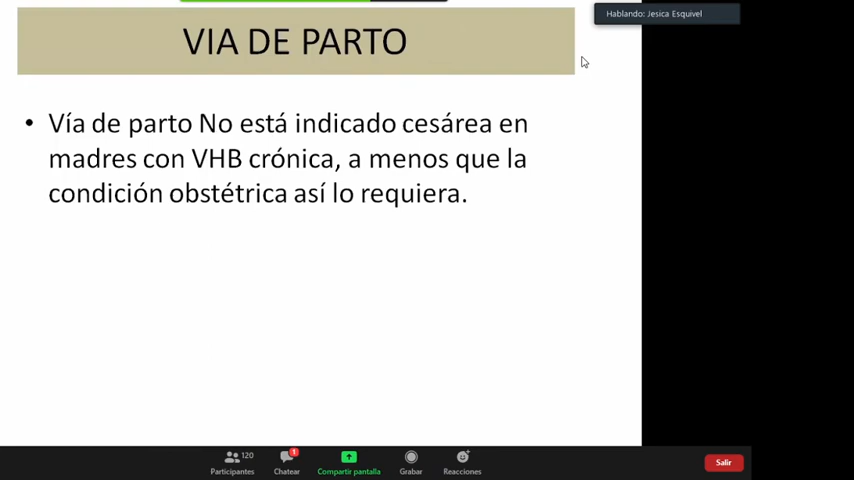 Hablando: Jesica Esquivel
VIA DE PARTO
• Vía de parto No está indicado cesárea en
madres con VHB crónica, a menos que la
condición obstétrica así lo requiera.
120
1
Participantes
Chatear
Compartir pantalla
Grabar
Reacciones
Salir